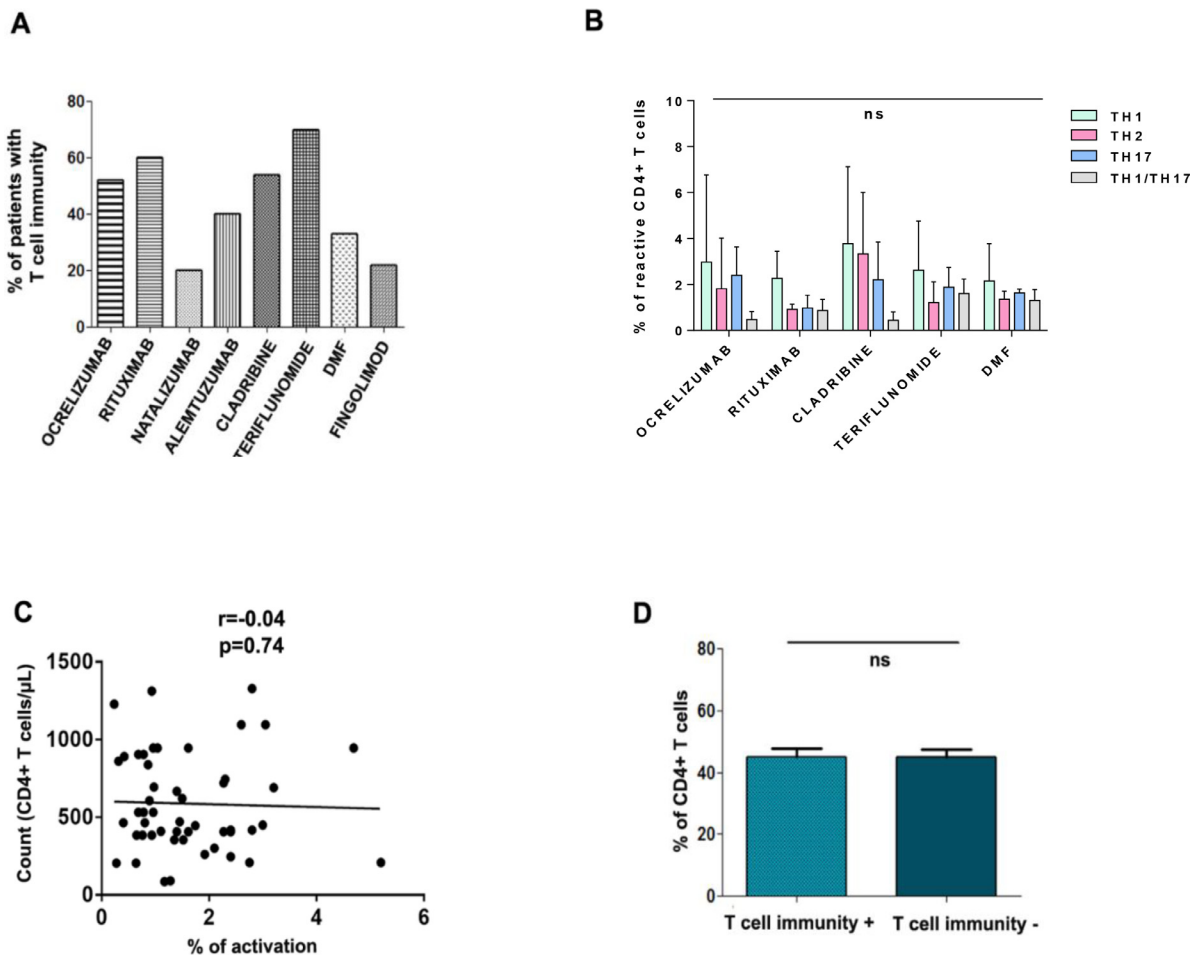 A
% of patients with
T cell immunity
80
60
40
20
0
OCRELIZUMAB
RITUXIMAB
NATALIZUMAB
ALEMTUZUMAB
CLADRIBINE
TERIFLUNOMIDE
DMF
FINGOLIMOD
B
% of reactive CD4+ T cells
10
8
6
4
2
0
ns
TH1
TH2
TH17
TH1/TH17
OCRELIZUMAB
RITUXIMAB
CLADRIBINE
TERIFLUNOMIDE
DMF
C
r=-0.04
p=0.74
Count (CD4+ T cells/µL)
1500
1000
500
0
0 2 4 6
% of activation
D
% of CD4+ T cells
80
60
40
20
0
ns
T cell immunity + T cell immunity -